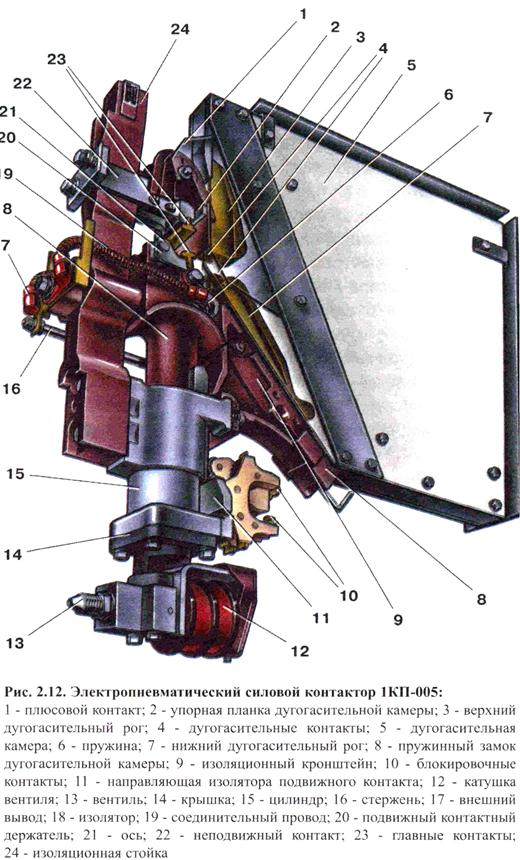 1
24
2
23
3
22
4
21
5
20
6
19
7
8
7
16
15
14
13
12
11
10
9
8
Рис. 2.12. Электропневматический силовой контактор 1КП-005:
1 - плюсовой контакт; 2 - упорная планка дугогасительной камеры; 3 - верхний
дугогасительный рог; 4 - дугогасительные контакты; 5 - дугогасительная
камера; 6 - пружина; 7 - нижний дугогасительный рог; 8 - пружинный замок
дугогасительной камеры; 9 - изоляционный кронштейн; 10 - блокировочные
контакты; 11 - направляющая изолятора подвижного контакта; 12 - катушка
вентиля; 13 - вентиль; 14 - крышка; 15 - цилиндр; 16 - стержень; 17 - внешний
вывод; 18 - изолятор; 19 - соединительный провод; 20 - подвижный контактный
держатель; 21 - ось; 22 - неподвижный контакт; 23 - главные контакты;
24 - изоляционная стойка